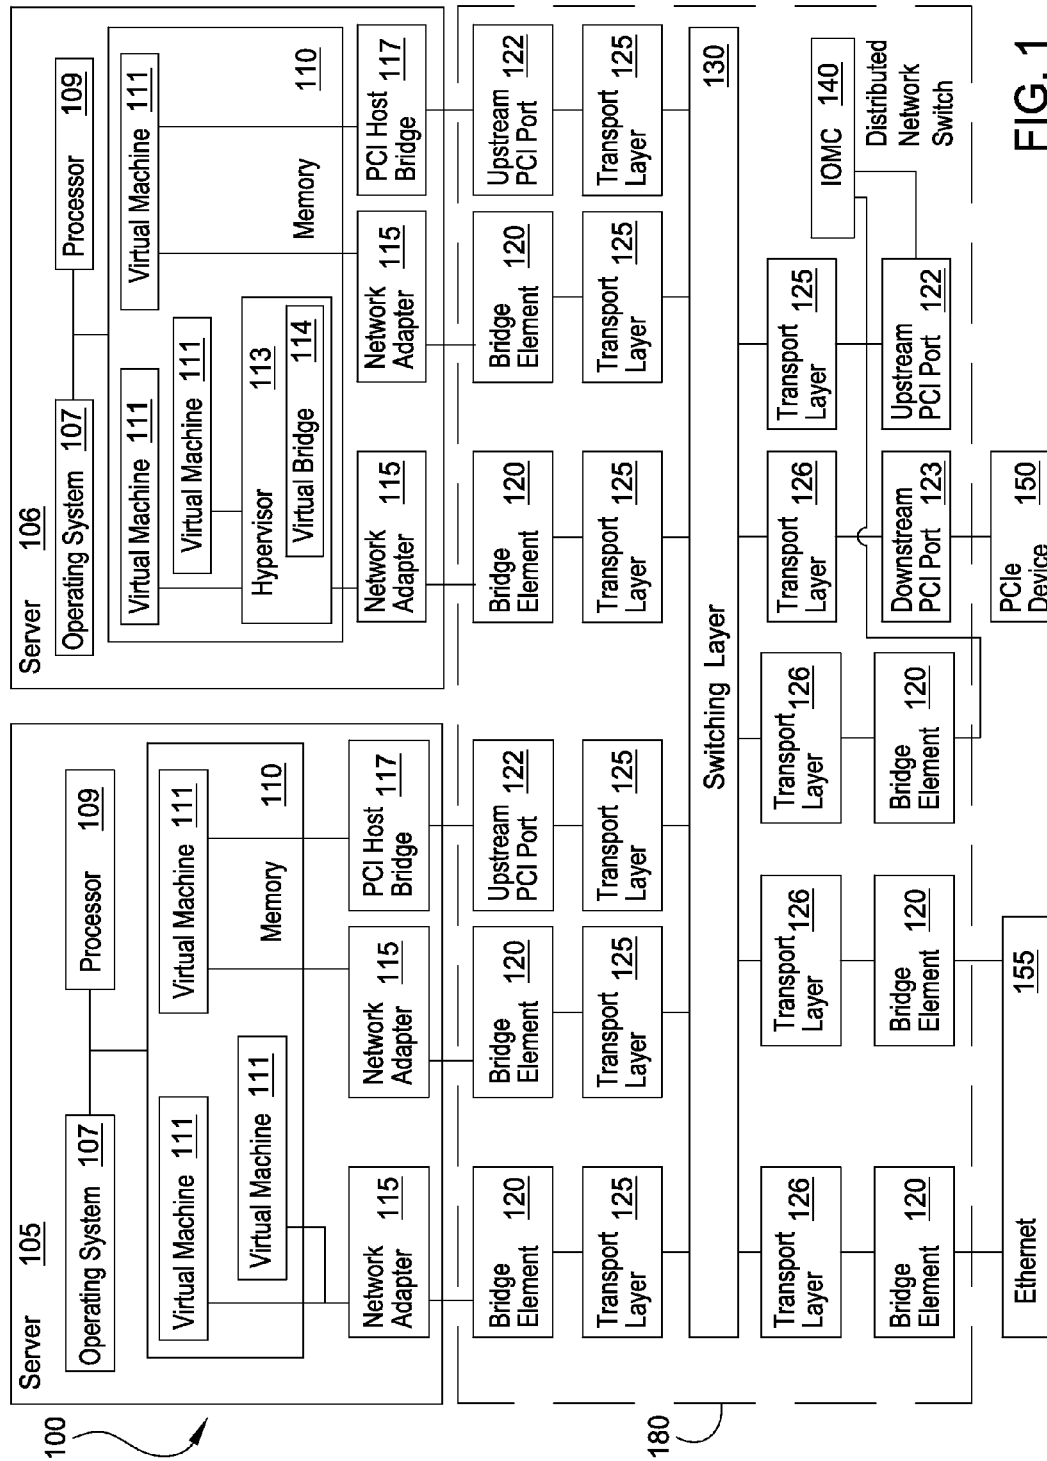 100
Server 105
Operating System 107
Processor 109
Virtual Machine 111
Virtual Machine 111
Virtual Machine 111
Memory 110
Network
Adapter 115
Network
Adapter 115
PCI Host
Bridge 117
Server 106
Operating System 107
Processor 109
Virtual Machine 111
Virtual Machine 111
Virtual Machine 111
Hypervisor 113
Virtual Bridge 114
Memory 110
Network
Adapter 115
Network
Adapter 115
PCI Host
Bridge 117
180
Bridge
Element 120
Bridge
Element 120
Upstream
PCI Port 122
Bridge
Element 120
Bridge
Element 120
Upstream
PCI Port 122
Transport
Layer 125
Transport
Layer 125
Transport
Layer 125
Transport
Layer 125
Transport
Layer 125
Transport
Layer 125
Switching Layer 130
Transport
Layer 126
Transport
Layer 126
Transport
Layer 126
Transport
Layer 126
Transport
Layer 125
IOMC 140
Bridge
Element 120
Bridge
Element 120
Bridge
Element 120
Downstream
PCI Port 123
Upstream
PCI Port 122
Distributed
Network
Switch
Ethernet 155
PCIe
Device 150
FIG. 1